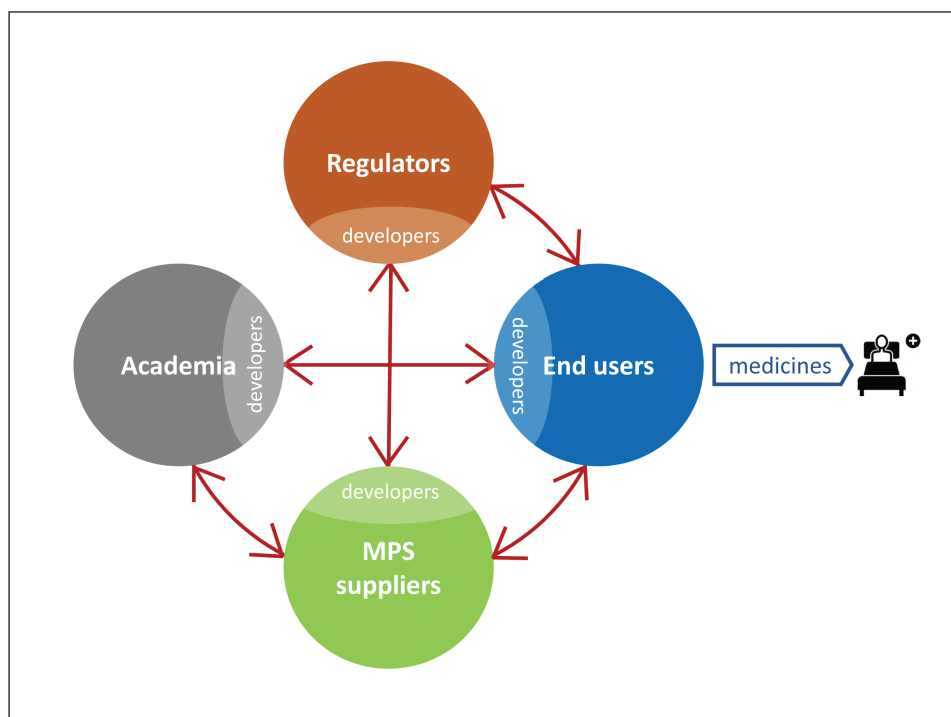 Regulators
developers
Academia
developers
developers
End users
medicines
developers
MPS
suppliers